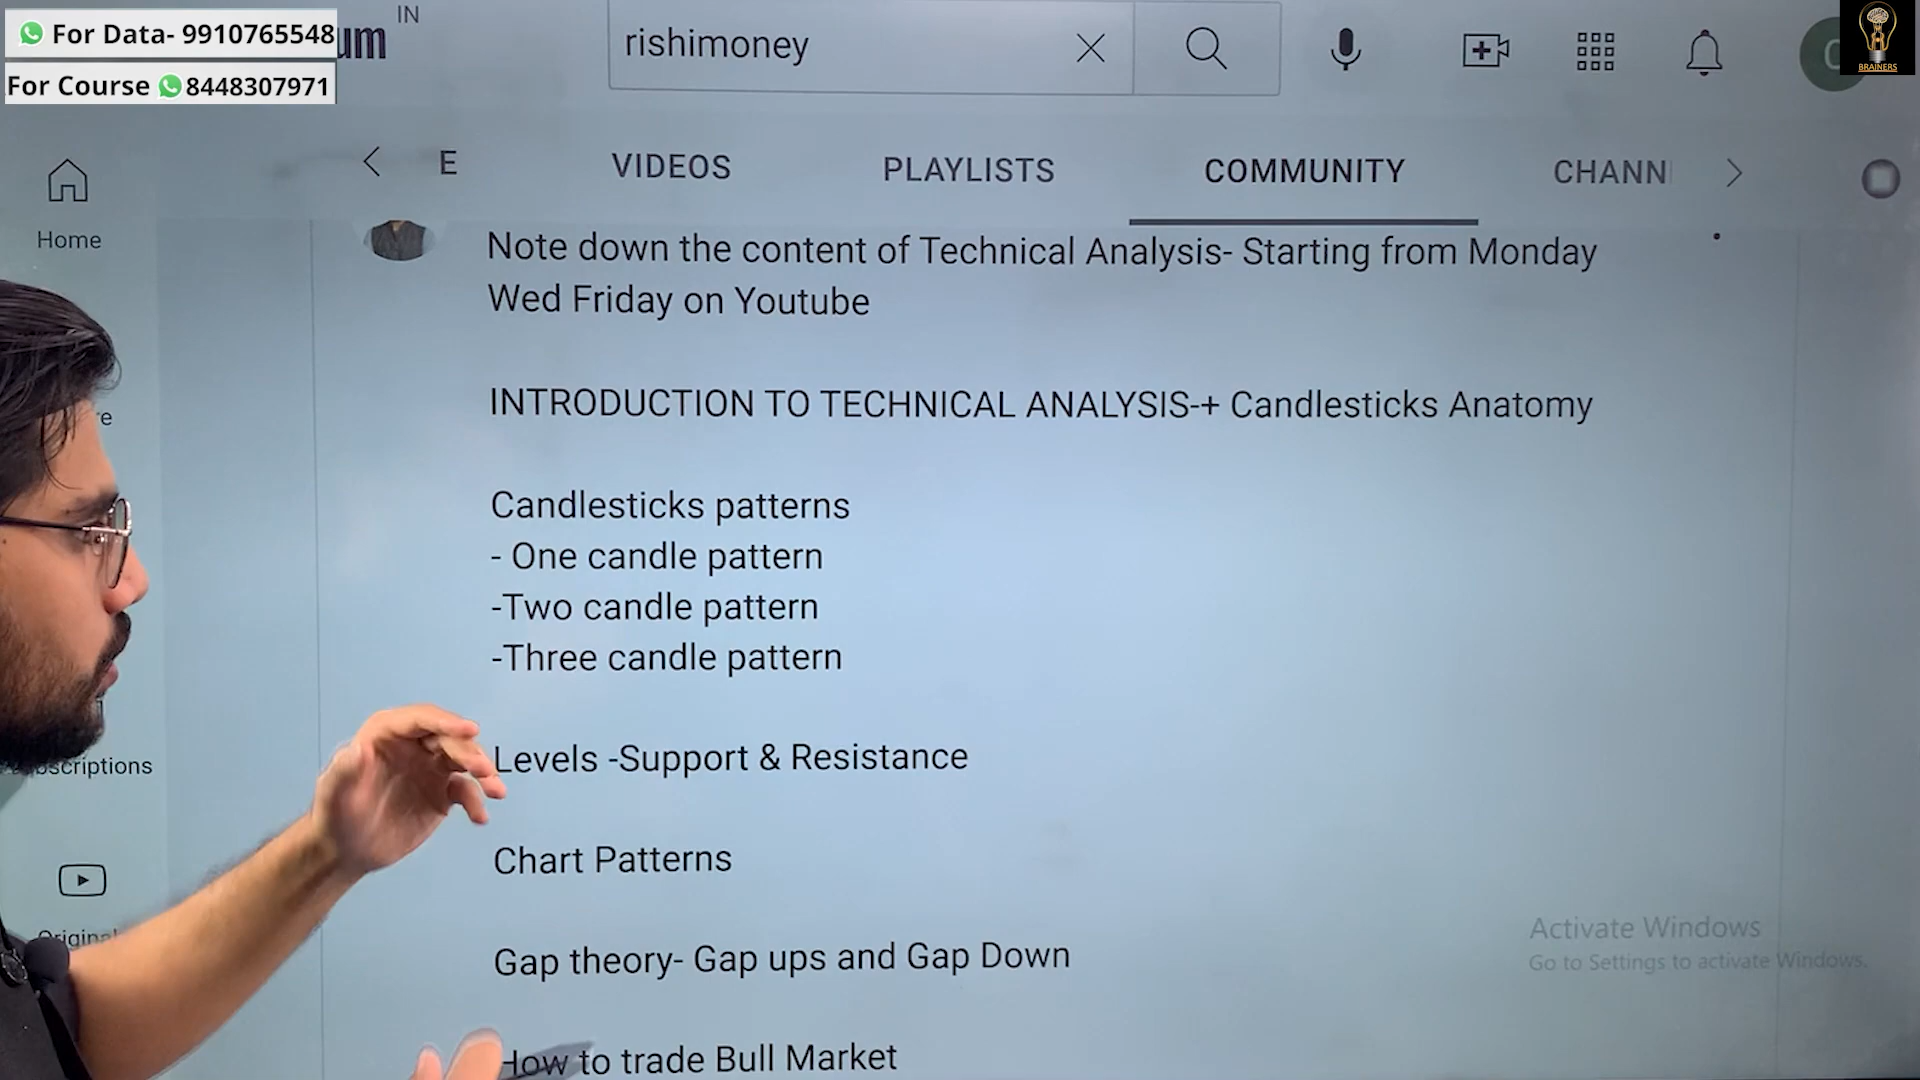 For Data- 9910765548
For Course 8448307971
um IN
rishimoney
BRAINERS
E VIDEOS PLAYLISTS COMMUNITY CHANN
Home
Note down the content of Technical Analysis- Starting from Monday
Wed Friday on Youtube
INTRODUCTION TO TECHNICAL ANALYSIS-+ Candlesticks Anatomy
Candlesticks patterns
- One candle pattern
-Two candle pattern
-Three candle pattern
Levels -Support & Resistance
Chart Patterns
Gap theory- Gap ups and Gap Down
How to trade Bull Market
Activate Windows
Go to Settings to activate Windows.